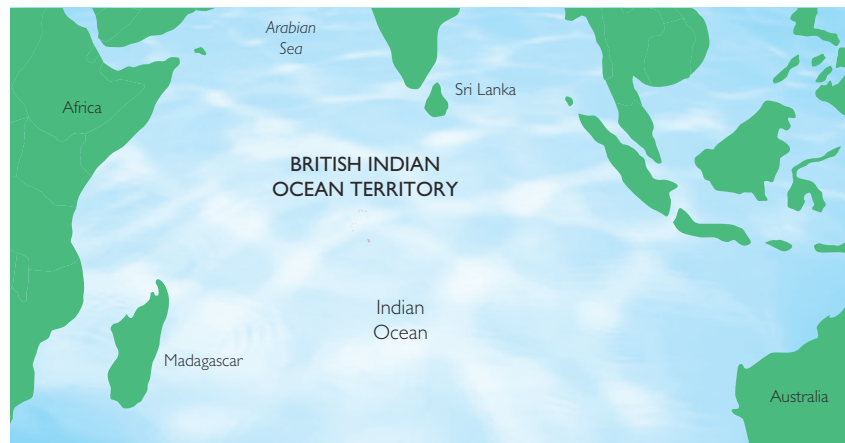 Arabian
Sea
Sri Lanka
Africa
BRITISH INDIAN
OCEAN TERRITORY
Indian
Ocean
Madagascar
Australia